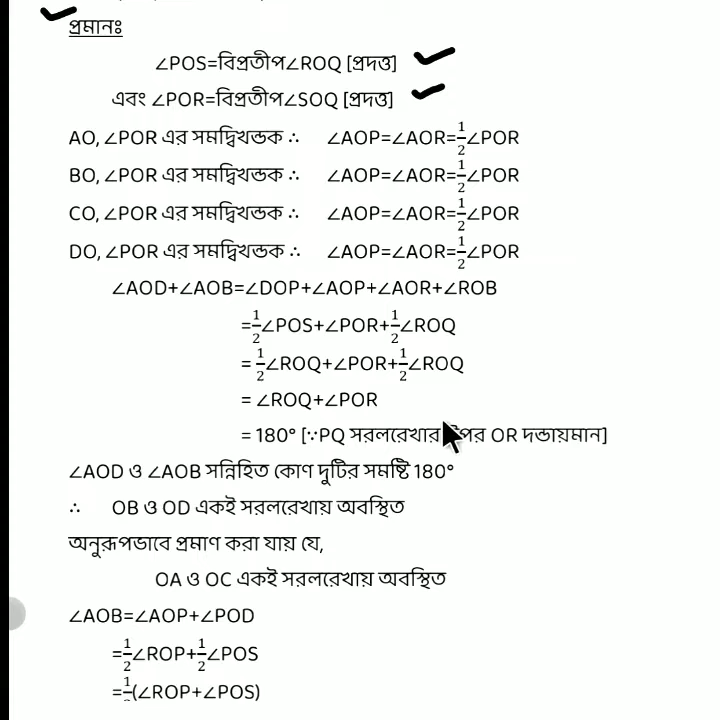 প্রমানঃ
∠POS=বিপ্রতীপ∠ROQ [প্রদত্ত]
এবং ∠POR=বিপ্রতীপ∠SOQ [প্রদত্ত]
AO, ∠POR এর সমদ্বিখন্ডক ∴ ∠AOP=∠AOR=½∠POR
BO, ∠POR এর সমদ্বিখন্ডক ∴ ∠AOP=∠AOR=½∠POR
CO, ∠POR এর সমদ্বিখন্ডক ∴ ∠AOP=∠AOR=½∠POR
DO, ∠POR এর সমদ্বিখন্ডক ∴ ∠AOP=∠AOR=½∠POR
∠AOD+∠AOB=∠DOP+∠AOP+∠AOR+∠ROB
=½∠POS+∠POR+½∠ROQ
= ½∠ROQ+∠POR+½∠ROQ
= ∠ROQ+∠POR
= 180° [∵PQ সরলরেখার OR দন্ডায়মান]
∠AOD ও ∠AOB সন্নিহিত কোণ দুটির সমষ্টি 180°
∴ OB ও OD একই সরলরেখায় অবস্থিত
অনুরূপভাবে প্রমাণ করা যায় যে,
OA ও OC একই সরলরেখায় অবস্থিত
∠AOB=∠AOP+∠POD
=½∠ROP+½∠POS
=½(∠ROP+∠POS)